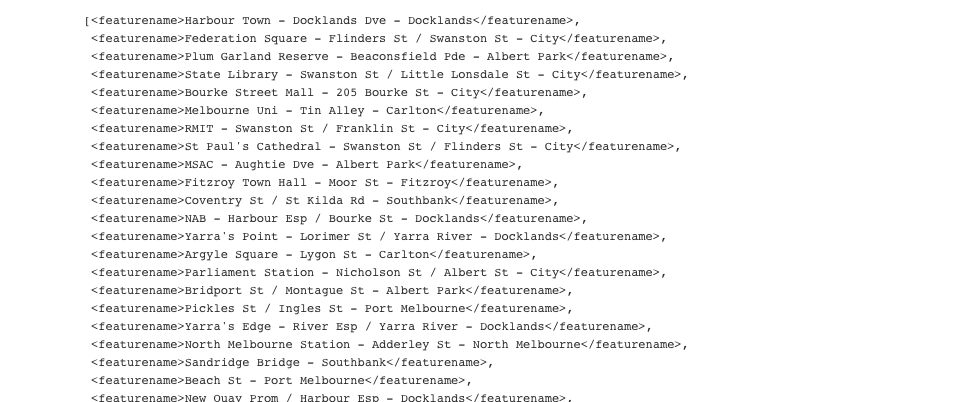 [<featurename>Harbour Town - Docklands Dve - Docklands</featurename>,
<featurename>Federation Square - Flinders St / Swanston St - City</featurename>,
<featurename>Plum Garland Reserve - Beaconsfield Pde - Albert Park</featurename>,
<featurename>State Library - Swanston St / Little Lonsdale St - City</featurename>,
<featurename>Bourke Street Mall - 205 Bourke St - City</featurename>,
<featurename>Melbourne Uni - Tin Alley - Carlton</featurename>,
<featurename>RMIT - Swanston St / Franklin St - City</featurename>,
<featurename>St Paul's Cathedral - Swanston St / Flinders St - City</featurename>,
<featurename>MSAC - Aughtie Dve - Albert Park</featurename>,
<featurename>Fitzroy Town Hall - Moor St - Fitzroy</featurename>,
<featurename>Coventry St / St Kilda Rd - Southbank</featurename>,
<featurename>NAB - Harbour Esp / Bourke St - Docklands</featurename>,
<featurename>Yarra's Point - Lorimer St / Yarra River - Docklands</featurename>,
<featurename>Argyle Square - Lygon St - Carlton</featurename>,
<featurename>Parliament Station - Nicholson St / Albert St - City</featurename>,
<featurename>Bridport St / Montague St - Albert Park</featurename>,
<featurename>Pickles St / Ingles St - Port Melbourne</featurename>,
<featurename>Yarra's Edge - River Esp / Yarra River - Docklands</featurename>,
<featurename>North Melbourne Station - Adderley St - North Melbourne</featurename>,
<featurename>Sandridge Bridge - Southbank</featurename>,
<featurename>Beach St - Port Melbourne</featurename>,
<featurename>New Quay Prom / Harbour Esp - Docklands</featurename>,